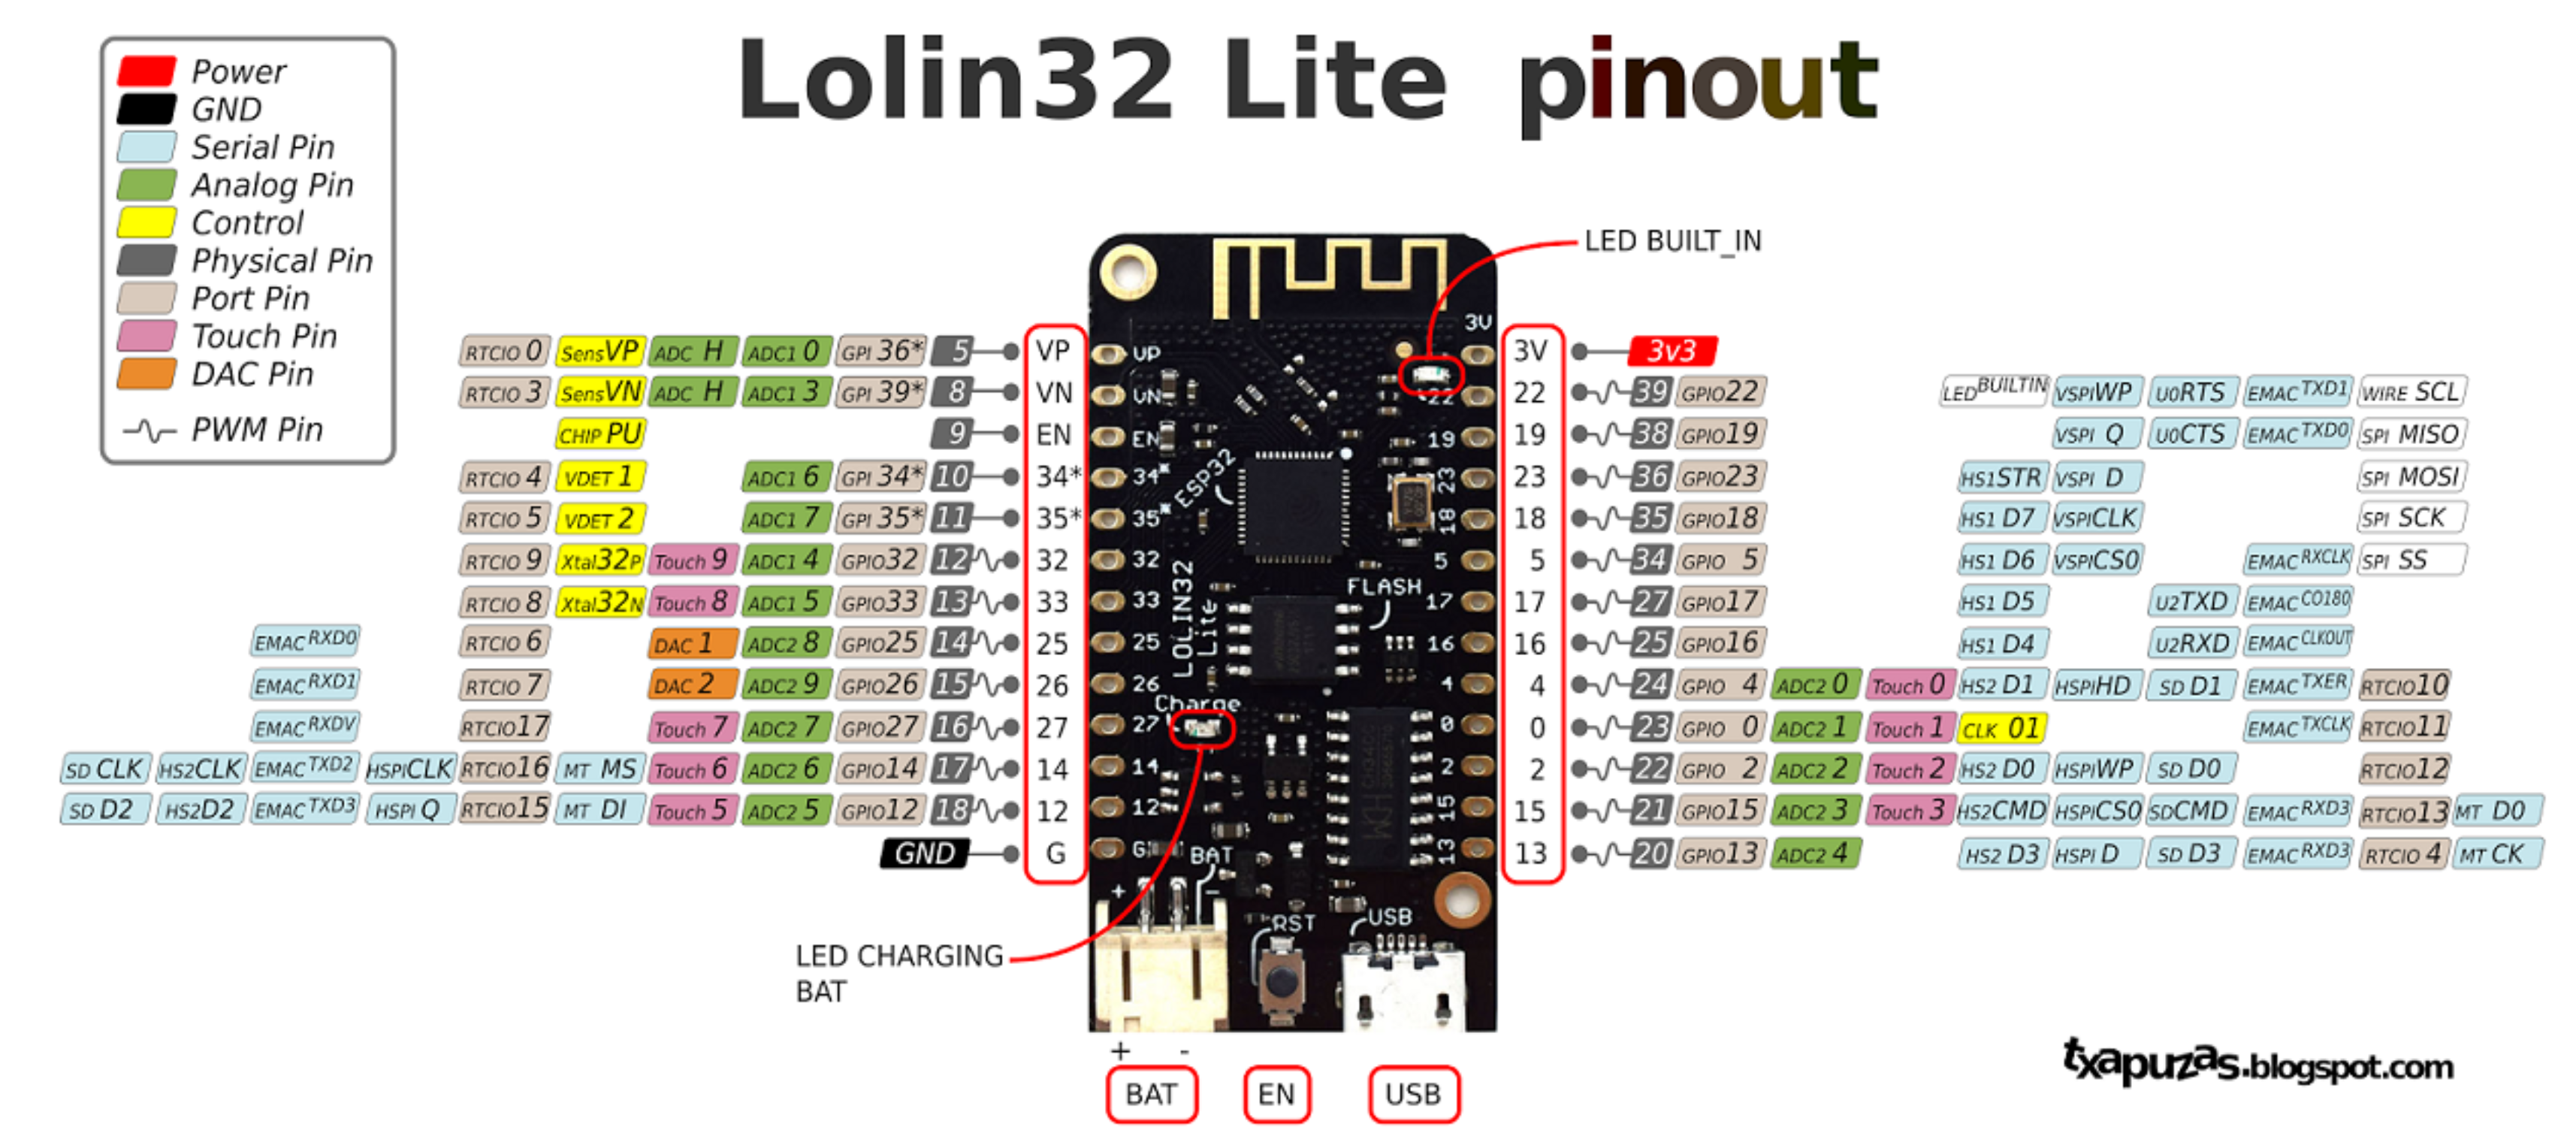 Lolin32 Lite pinout
Power
GND
Serial Pin
Analog Pin
Control
Physical Pin
Port Pin
Touch Pin
DAC Pin
PWM Pin
LED BUILT_IN
RTCIO 0 SensVP ADC H ADC1 0 GPI 36* 5 VP
RTCIO 3 SensVN ADC H ADC1 3 GPI 39* 8 VN
CHIP PU 9 EN
RTCIO 4 VDET 1 ADC1 6 GPI 34* 10 34*
RTCIO 5 VDET 2 ADC1 7 GPI 35* 11 35*
RTCIO 9 Xtal32P Touch 9 ADC1 4 GPIO32 12 32
RTCIO 8 Xtal32N Touch 8 ADC1 5 GPIO33 13 33
EMAC RXD0 RTCIO 6 DAC 1 ADC2 8 GPIO25 14 25
EMAC RXD1 RTCIO 7 DAC 2 ADC2 9 GPIO26 15 26
EMAC RXDV RTCIO17 Touch 7 ADC2 7 GPIO27 16 27
SD CLK HS2CLK EMAC TXD2 HSPICLK RTCIO16 MT MS Touch 6 ADC2 6 GPIO14 17 14
SD D2 HS2D2 EMAC TXD3 HSPI Q RTCIO15 MT DI Touch 5 ADC2 5 GPIO12 18 12
GND G
VP
VN
EN
34*
35*
32
33
25
26
27
14
12
G
ESP32
LOLIN32
Lite
FLASH
Charge
BAT
+ -
RST
USB
3V
22
19
23
18
5
17
16
4
0
2
15
13
3V 3v3
22 39 GPIO22 LED BUILTIN VSPIWP U0RTS EMAC TXD1 WIRE SCL
19 38 GPIO19 VSPI Q U0CTS EMAC TXD0 SPI MISO
23 36 GPIO23 HS1STR VSPI D SPI MOSI
18 35 GPIO18 HS1 D7 VSPICLK SPI SCK
5 34 GPIO 5 HS1 D6 VSPICS0 EMAC RXCLK SPI SS
17 27 GPIO17 HS1 D5 U2TXD EMAC CO180
16 25 GPIO16 HS1 D4 U2RXD EMAC CLKOUT
4 24 GPIO 4 ADC2 0 Touch 0 HS2 D1 HSPIHD SD D1 EMAC TXER RTCIO10
0 23 GPIO 0 ADC2 1 Touch 1 CLK 01 EMAC TXCLK RTCIO11
2 22 GPIO 2 ADC2 2 Touch 2 HS2 D0 HSPIWP SD D0 RTCIO12
15 21 GPIO15 ADC2 3 Touch 3 HS2CMD HSPICS0 SDCMD EMAC RXD3 RTCIO13 MT D0
13 20 GPIO13 ADC2 4 HS2 D3 HSPI D SD D3 EMAC RXD3 RTCIO 4 MT CK
LED CHARGING
BAT
+ -
BAT EN USB
txapuzas.blogspot.com